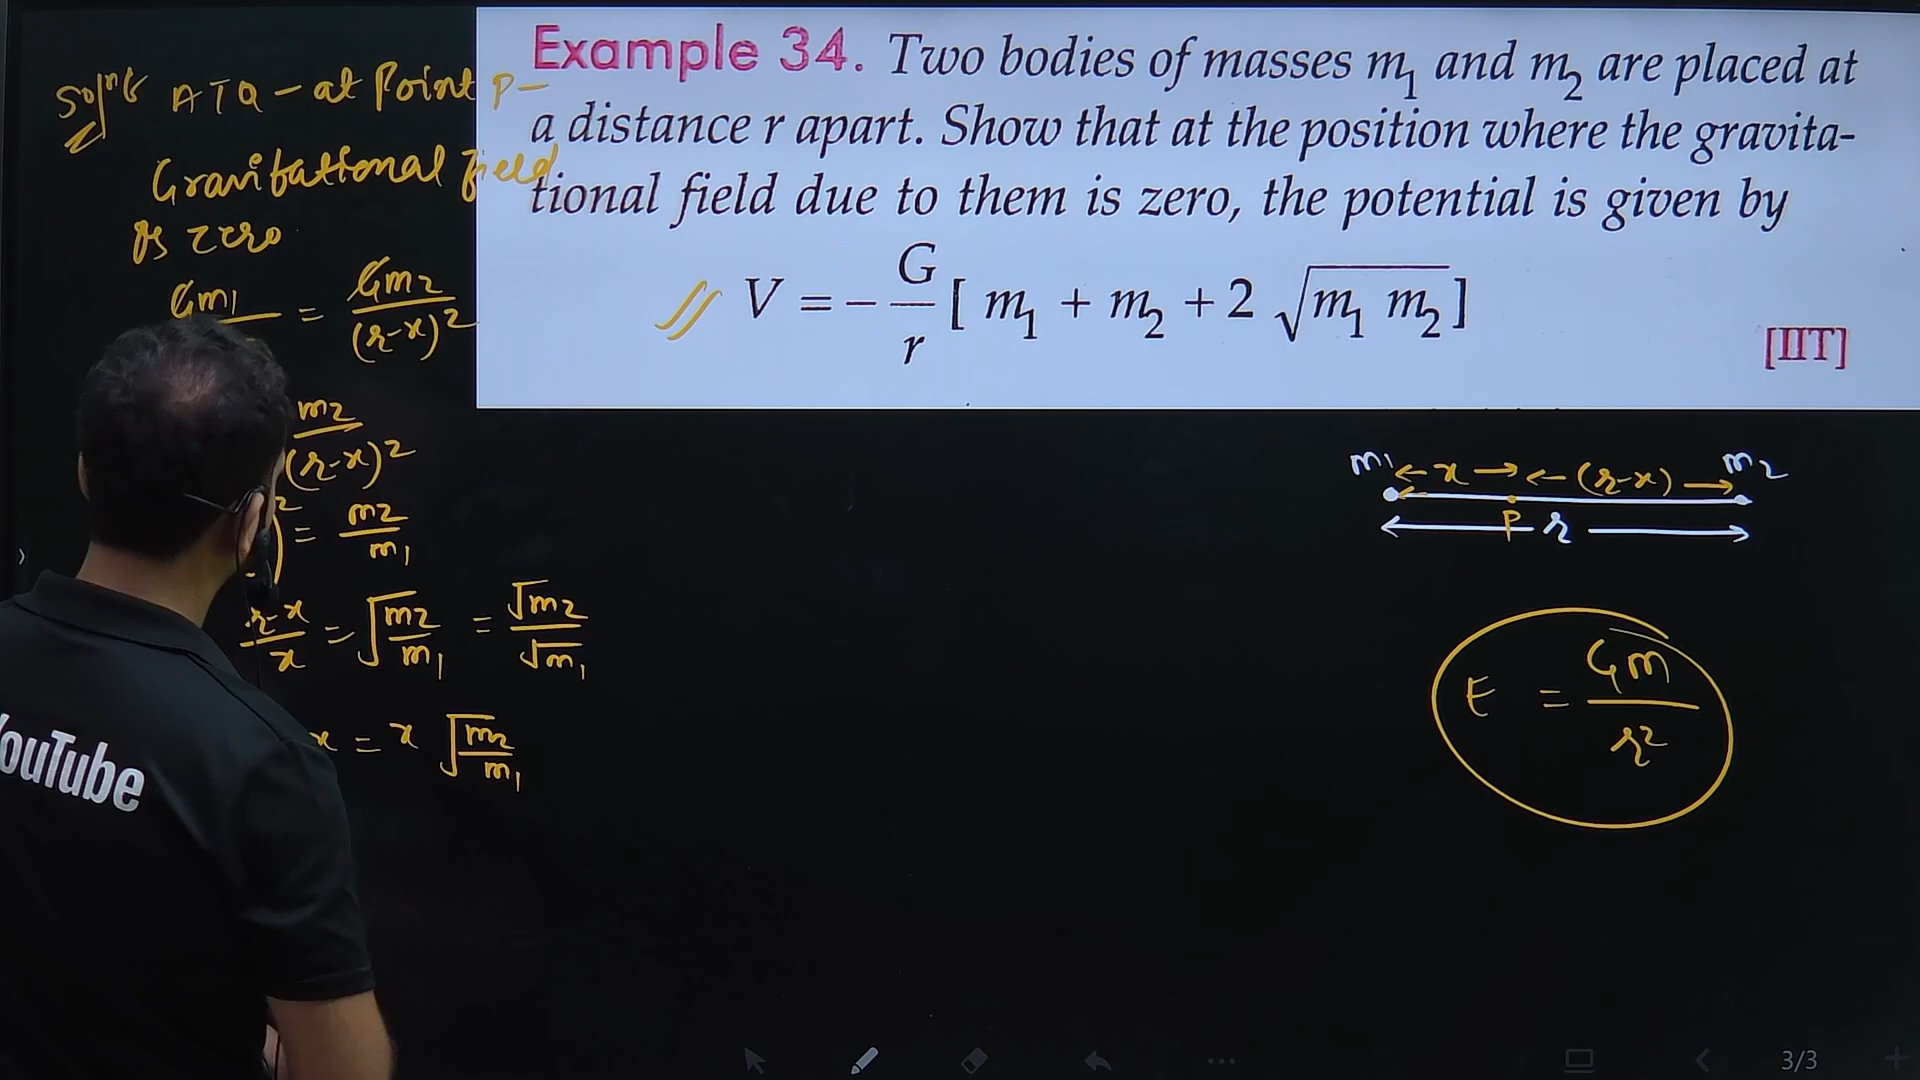 Example 34. Two bodies of masses m₁ and m₂ are placed at
a distance r apart. Show that at the position where the gravita-
tional field due to them is zero, the potential is given by
V = - G/r [ m₁ + m₂ + 2 √(m₁ m₂) ]
[IIT]
Solns ATQ - at Point P-
Gravitational Field
is zero
Gm1 = Gm2/(r-x)²
m2/(r-x)²
² = m2/m1
r-x/x = √(m2/m1) = √m2/√m1
x = x √(m2/m1)
m1 ← x → ← (r-x) → m2
P r
E = Gm/r²
YouTube
3/3